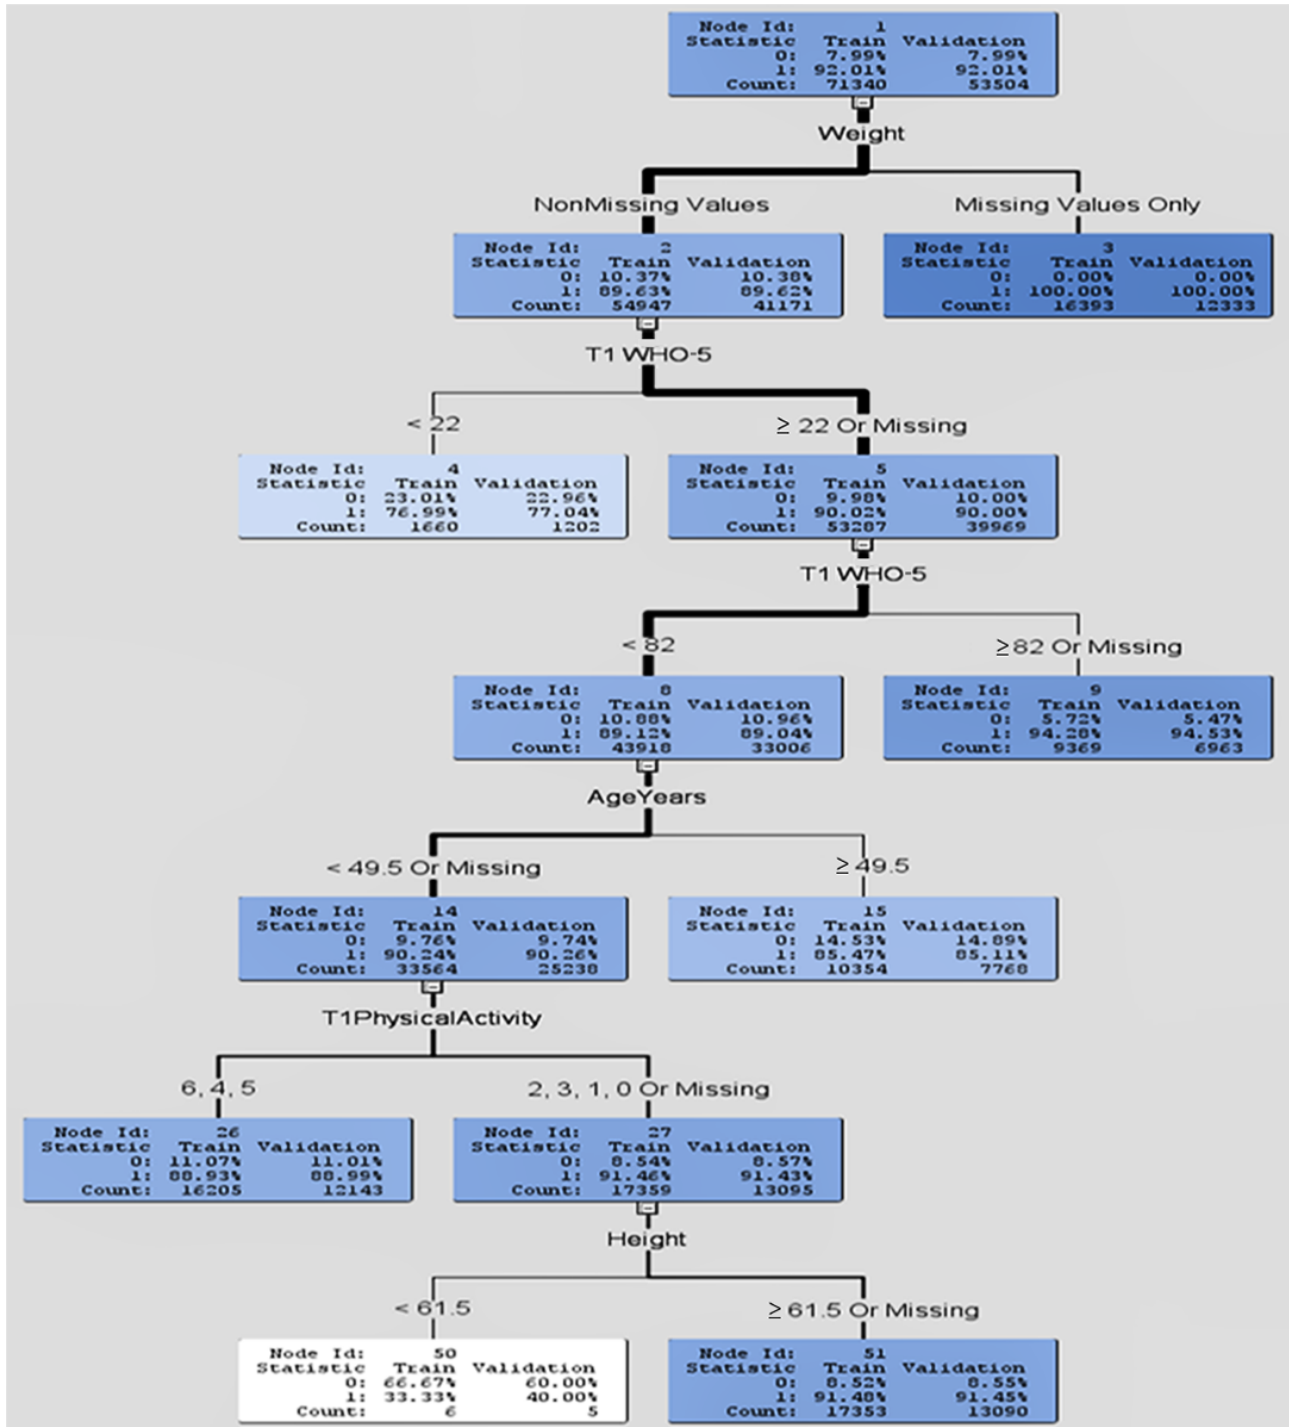 Node Id: 1
Statistic Train Validation
0: 7.99% 7.99%
1: 92.01% 92.01%
Count: 71340 53504
Weight
NonMissing Values Missing Values Only
Node Id: 2
Statistic Train Validation
0: 10.37% 10.38%
1: 89.63% 89.62%
Count: 54947 41171
Node Id: 3
Statistic Train Validation
0: 0.00% 0.00%
1: 100.00% 100.00%
Count: 16393 12333
T1 WHO-5
< 22 ≥ 22 Or Missing
Node Id: 4
Statistic Train Validation
0: 23.01% 22.96%
1: 76.99% 77.04%
Count: 1660 1202
Node Id: 5
Statistic Train Validation
0: 9.98% 10.00%
1: 90.02% 90.00%
Count: 53287 39969
T1 WHO-5
< 82 ≥82 Or Missing
Node Id: 8
Statistic Train Validation
0: 10.88% 10.96%
1: 89.12% 89.04%
Count: 43918 33006
Node Id: 9
Statistic Train Validation
0: 5.72% 5.47%
1: 94.28% 94.53%
Count: 9369 6963
AgeYears
< 49.5 Or Missing ≥ 49.5
Node Id: 14
Statistic Train Validation
0: 9.76% 9.74%
1: 90.24% 90.26%
Count: 33564 25238
Node Id: 15
Statistic Train Validation
0: 14.53% 14.89%
1: 85.47% 85.11%
Count: 10354 7768
T1PhysicalActivity
6, 4, 5 2, 3, 1, 0 Or Missing
Node Id: 26
Statistic Train Validation
0: 11.07% 11.01%
1: 88.93% 88.99%
Count: 16205 12143
Node Id: 27
Statistic Train Validation
0: 8.54% 8.57%
1: 91.46% 91.43%
Count: 17359 13095
Height
< 61.5 ≥ 61.5 Or Missing
Node Id: 50
Statistic Train Validation
0: 66.67% 60.00%
1: 33.33% 40.00%
Count: 6 5
Node Id: 51
Statistic Train Validation
0: 8.52% 8.55%
1: 91.48% 91.45%
Count: 17353 13090